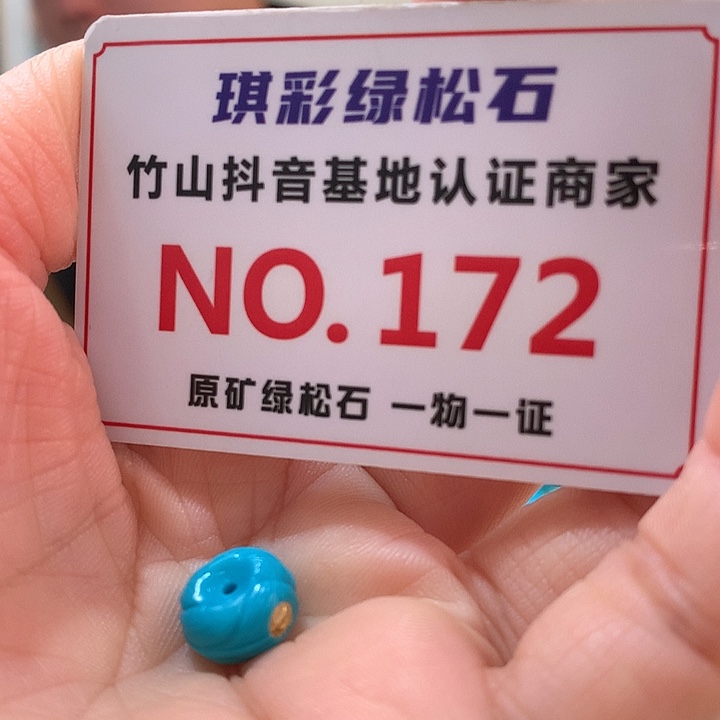 琪彩绿松石
竹山抖音基地认证商家
NO.172
原矿绿松石 一物一证